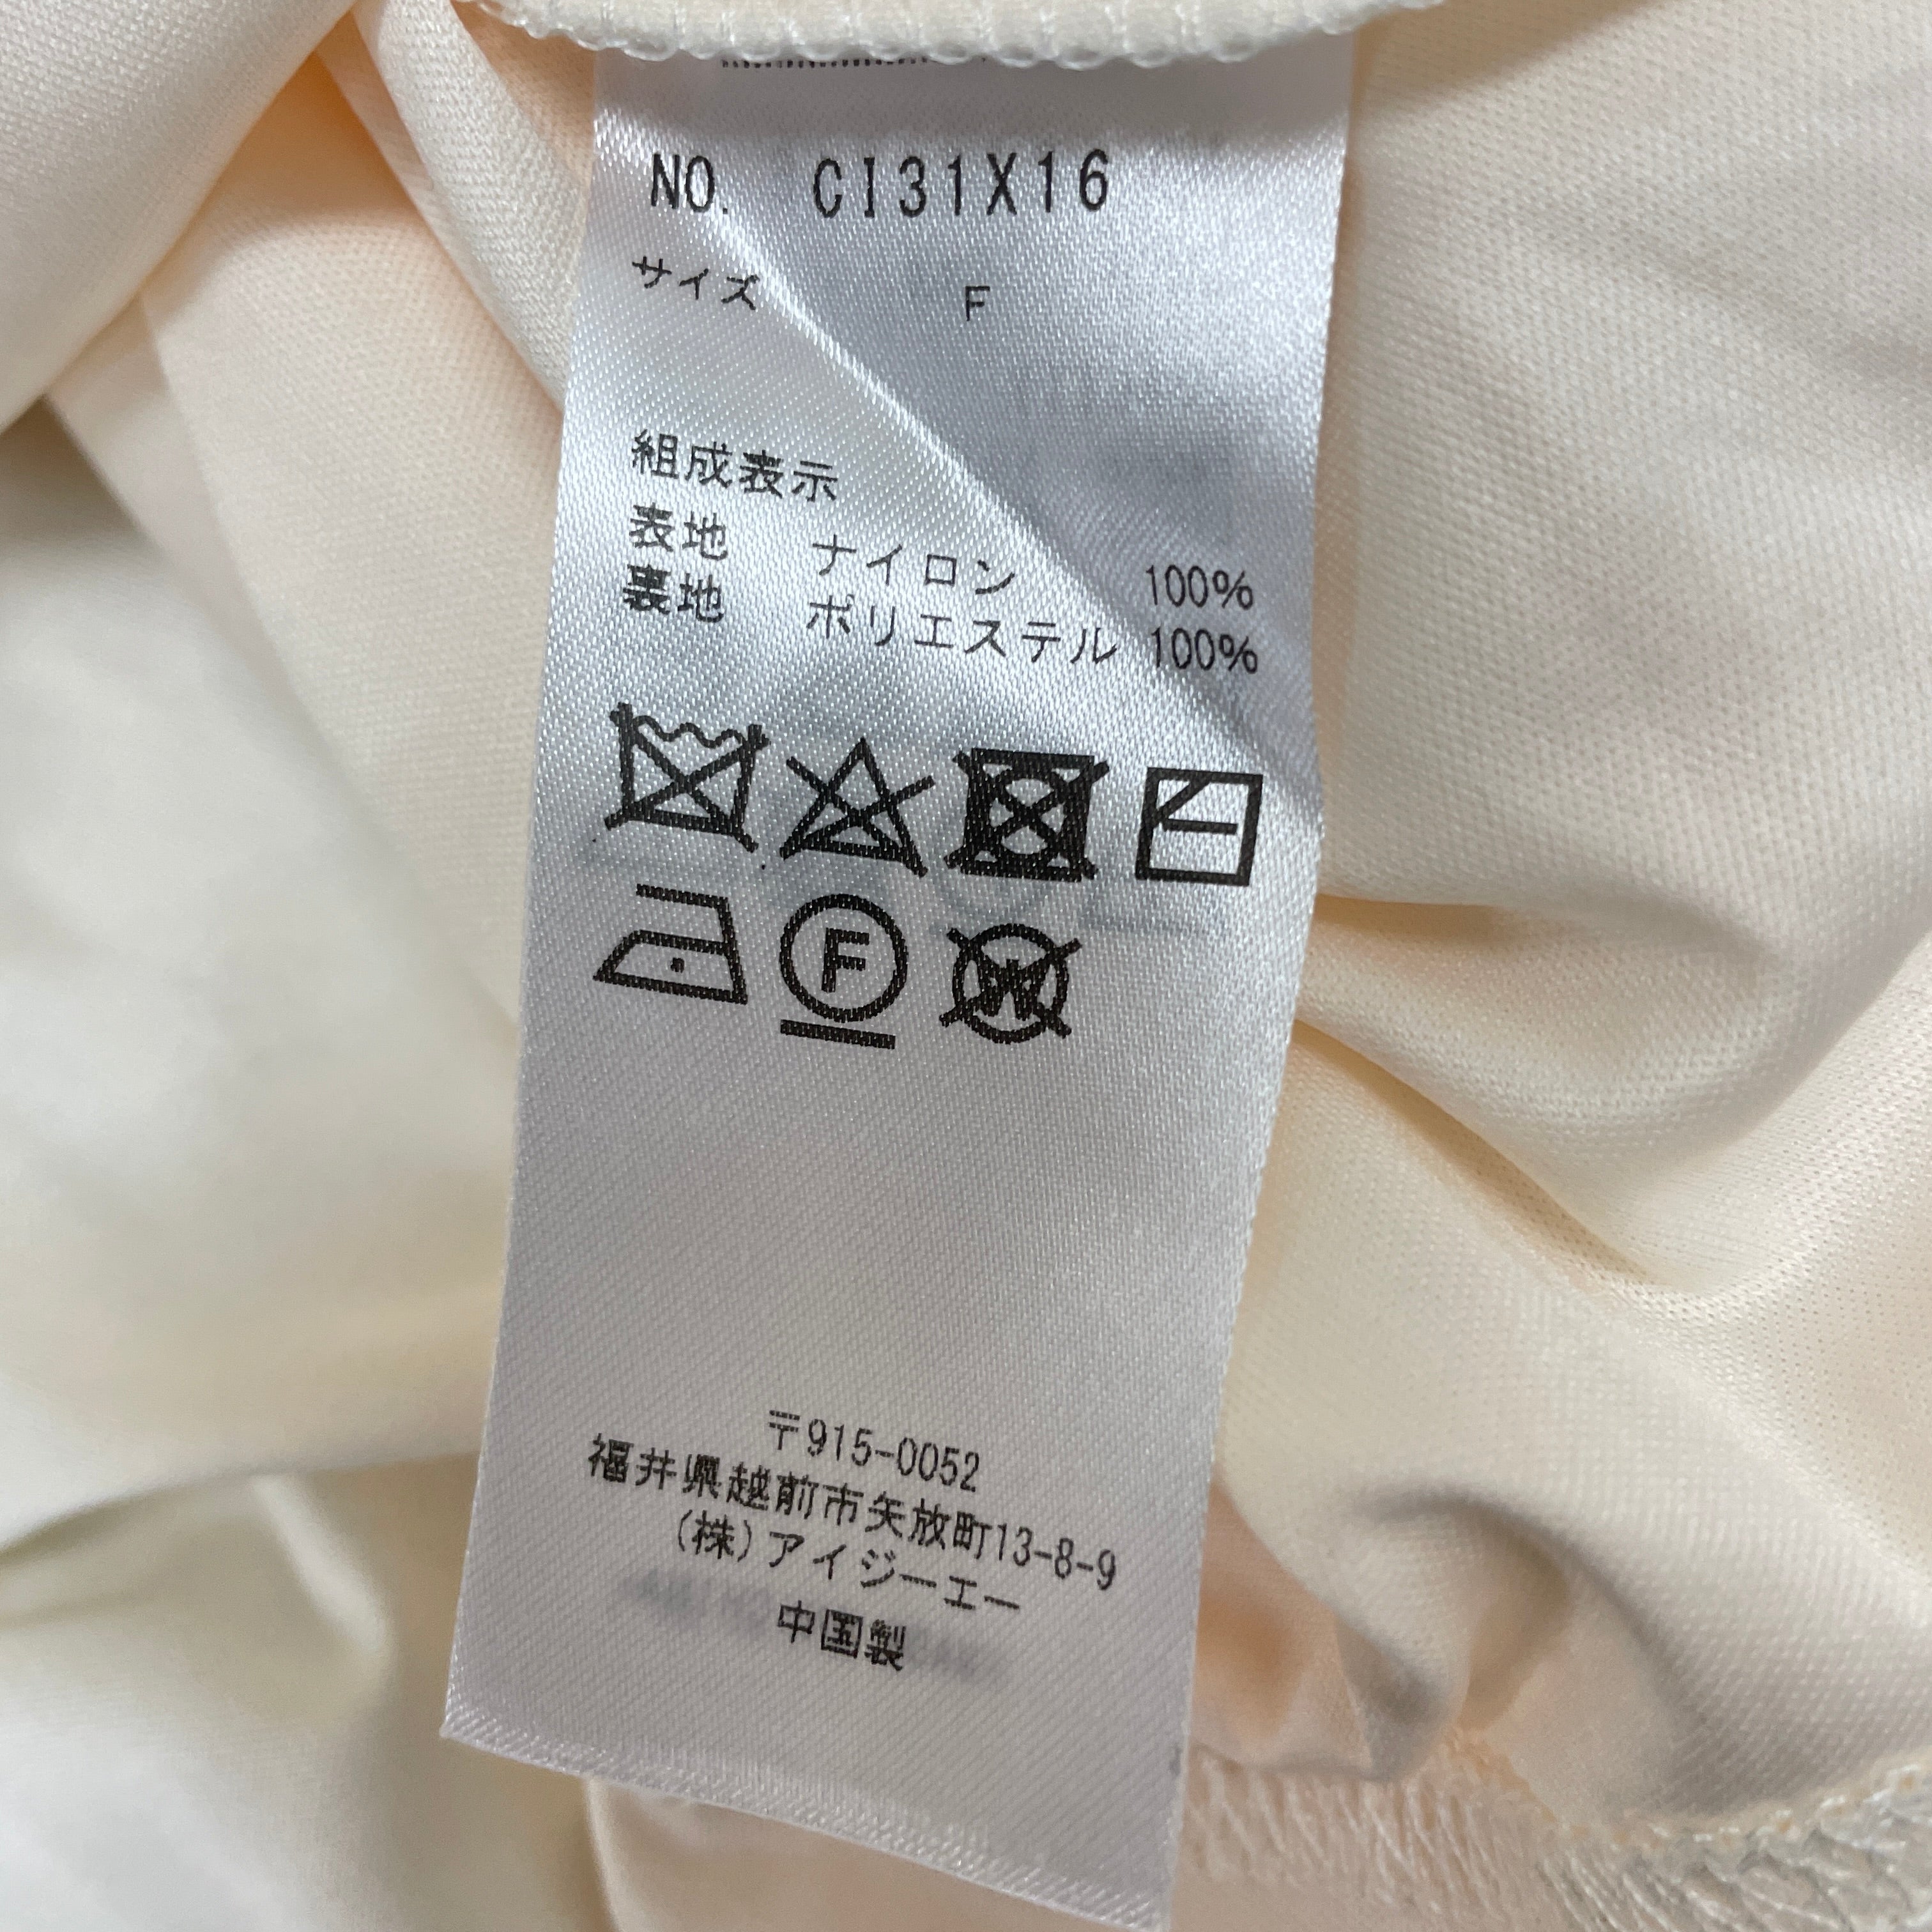 NO. CI31X16
サイズ F
組成表示
表地 ナイロン 100%
裏地 ポリエステル 100%
F
W
〒915-0052
福井県越前市矢放町13-8-9
(株)アイジーエー
中国製